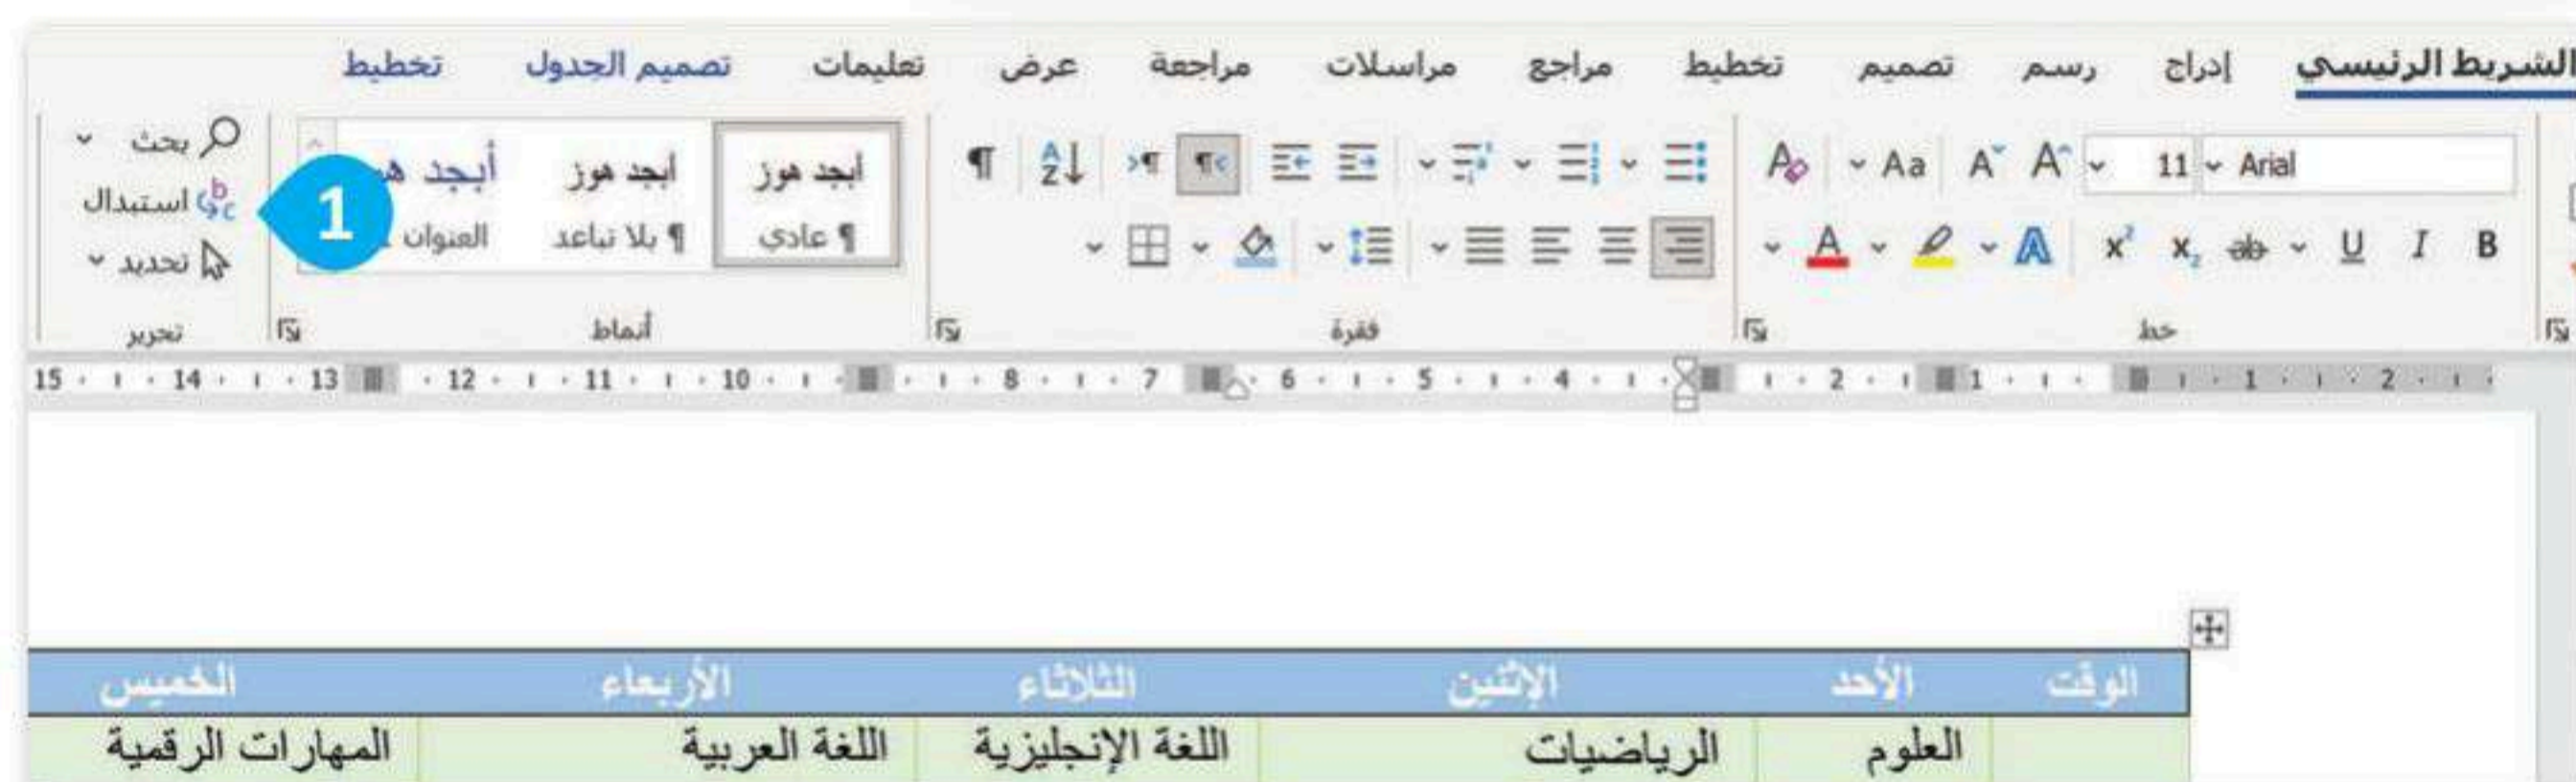 الشريط الرئيسي إدراج رسم تصميم تخطيط مراجع مراسلات مراجعة عرض تعليمات تصميم الجدول تخطيط
Arial 11 A A Aa A ¶ أبجد هوز أبجد هوز أبجد هـ بحث
1 استبدال
B I U ab x₂ x² A A ¶ عادي ¶ بلا تباعد العنوان تحديد
خط فقرة أنماط تحرير
2 1 1 2 4 5 6 7 8 10 11 12 13 14 15
الوقت الأحد الإثنين الثلاثاء الأربعاء الخميس
العلوم الرياضيات اللغة الإنجليزية اللغة العربية المهارات الرقمية